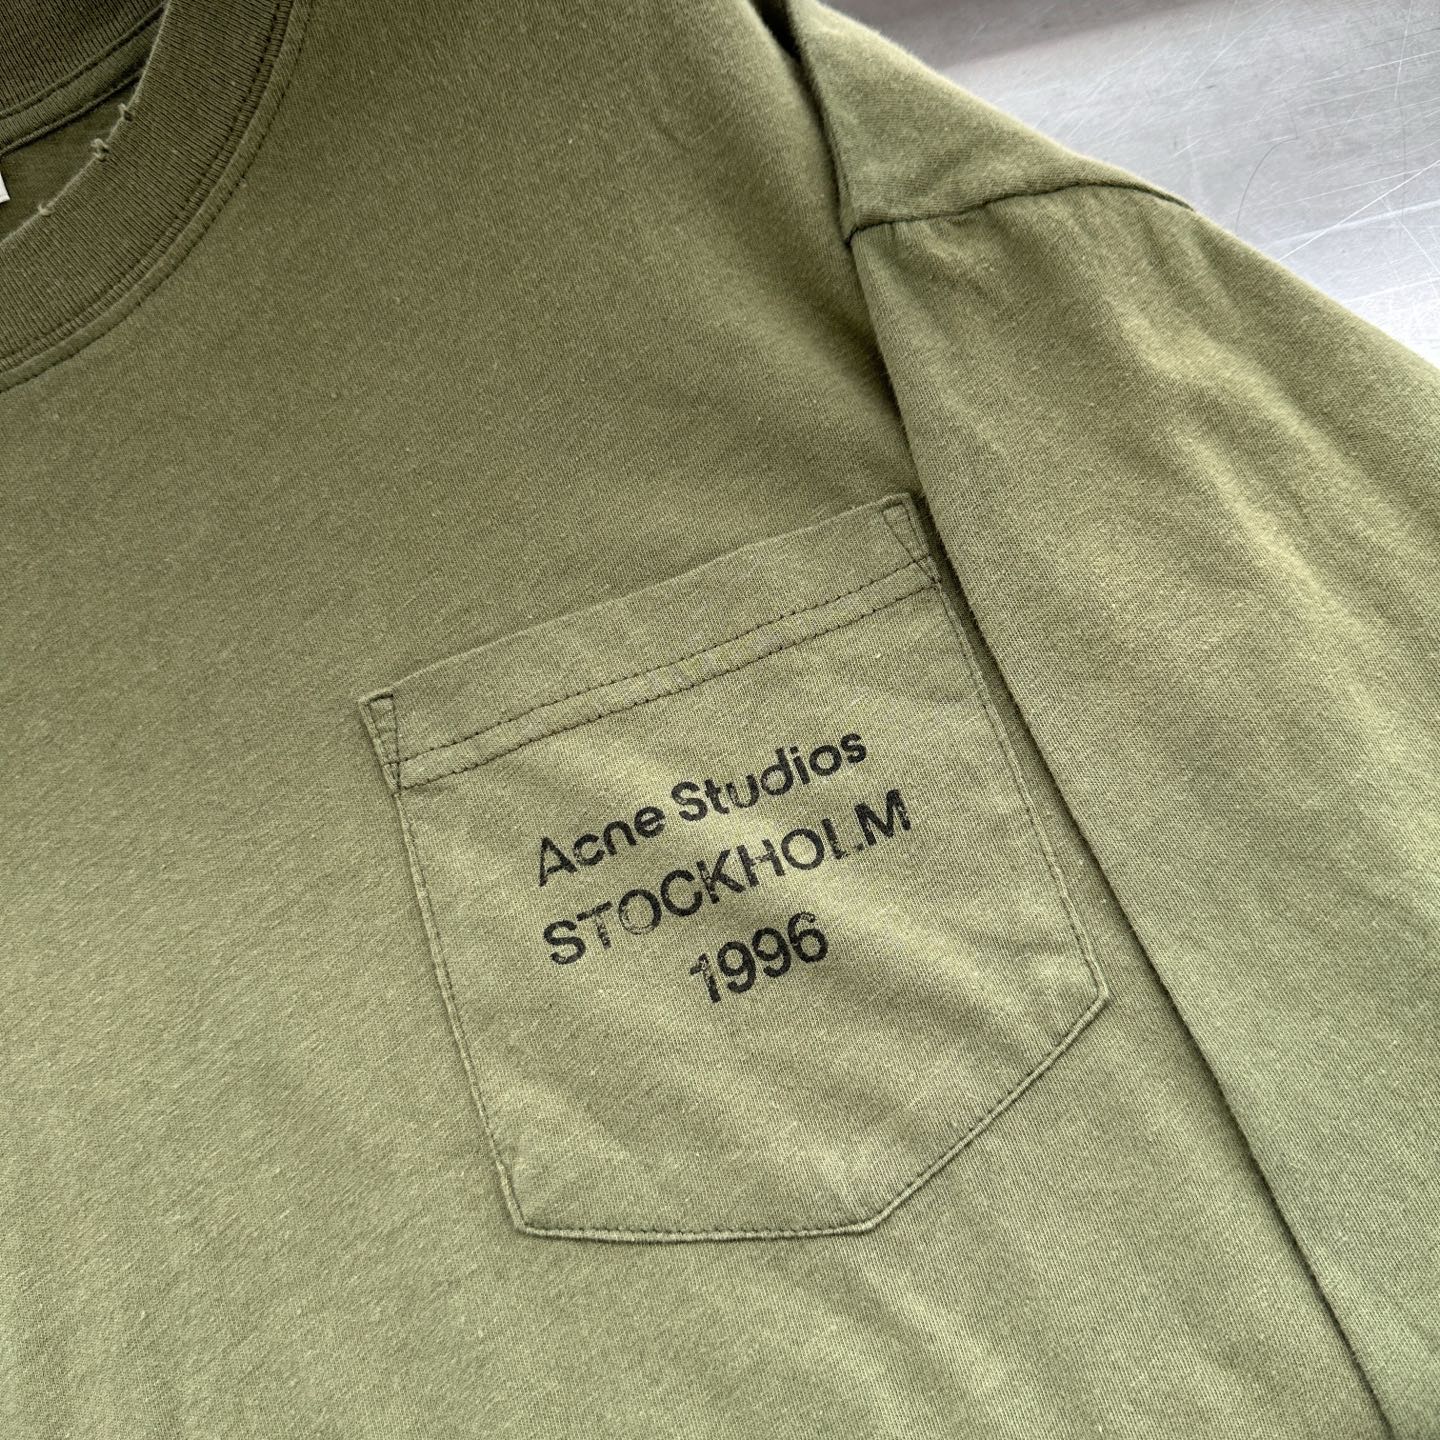 Acne Studios
STOCKHOLM
1996